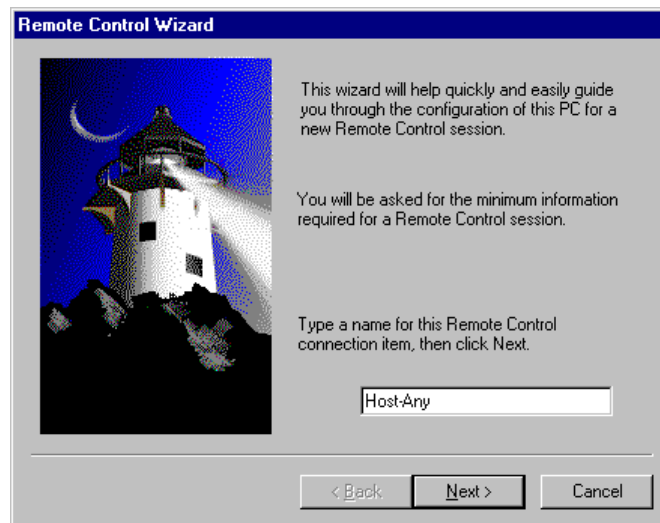 Remote Control Wizard
This wizard will help quickly and easily guide
you through the configuration of this PC for a
new Remote Control session.
You will be asked for the minimum information
required for a Remote Control session.
Type a name for this Remote Control
connection item, then click Next.
Host-Any
< Back Next > Cancel